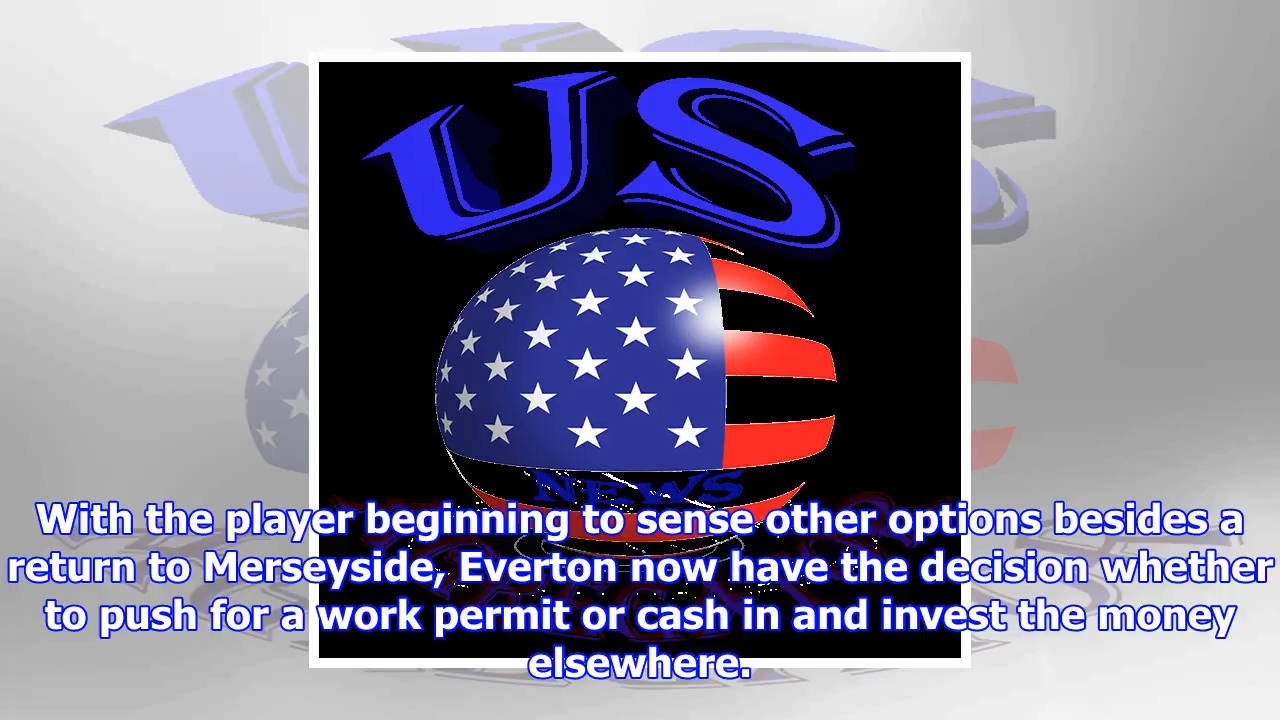 US
NEWS
With the player beginning to sense other options besides a
return to Merseyside, Everton now have the decision whether
to push for a work permit or cash in and invest the money
elsewhere.